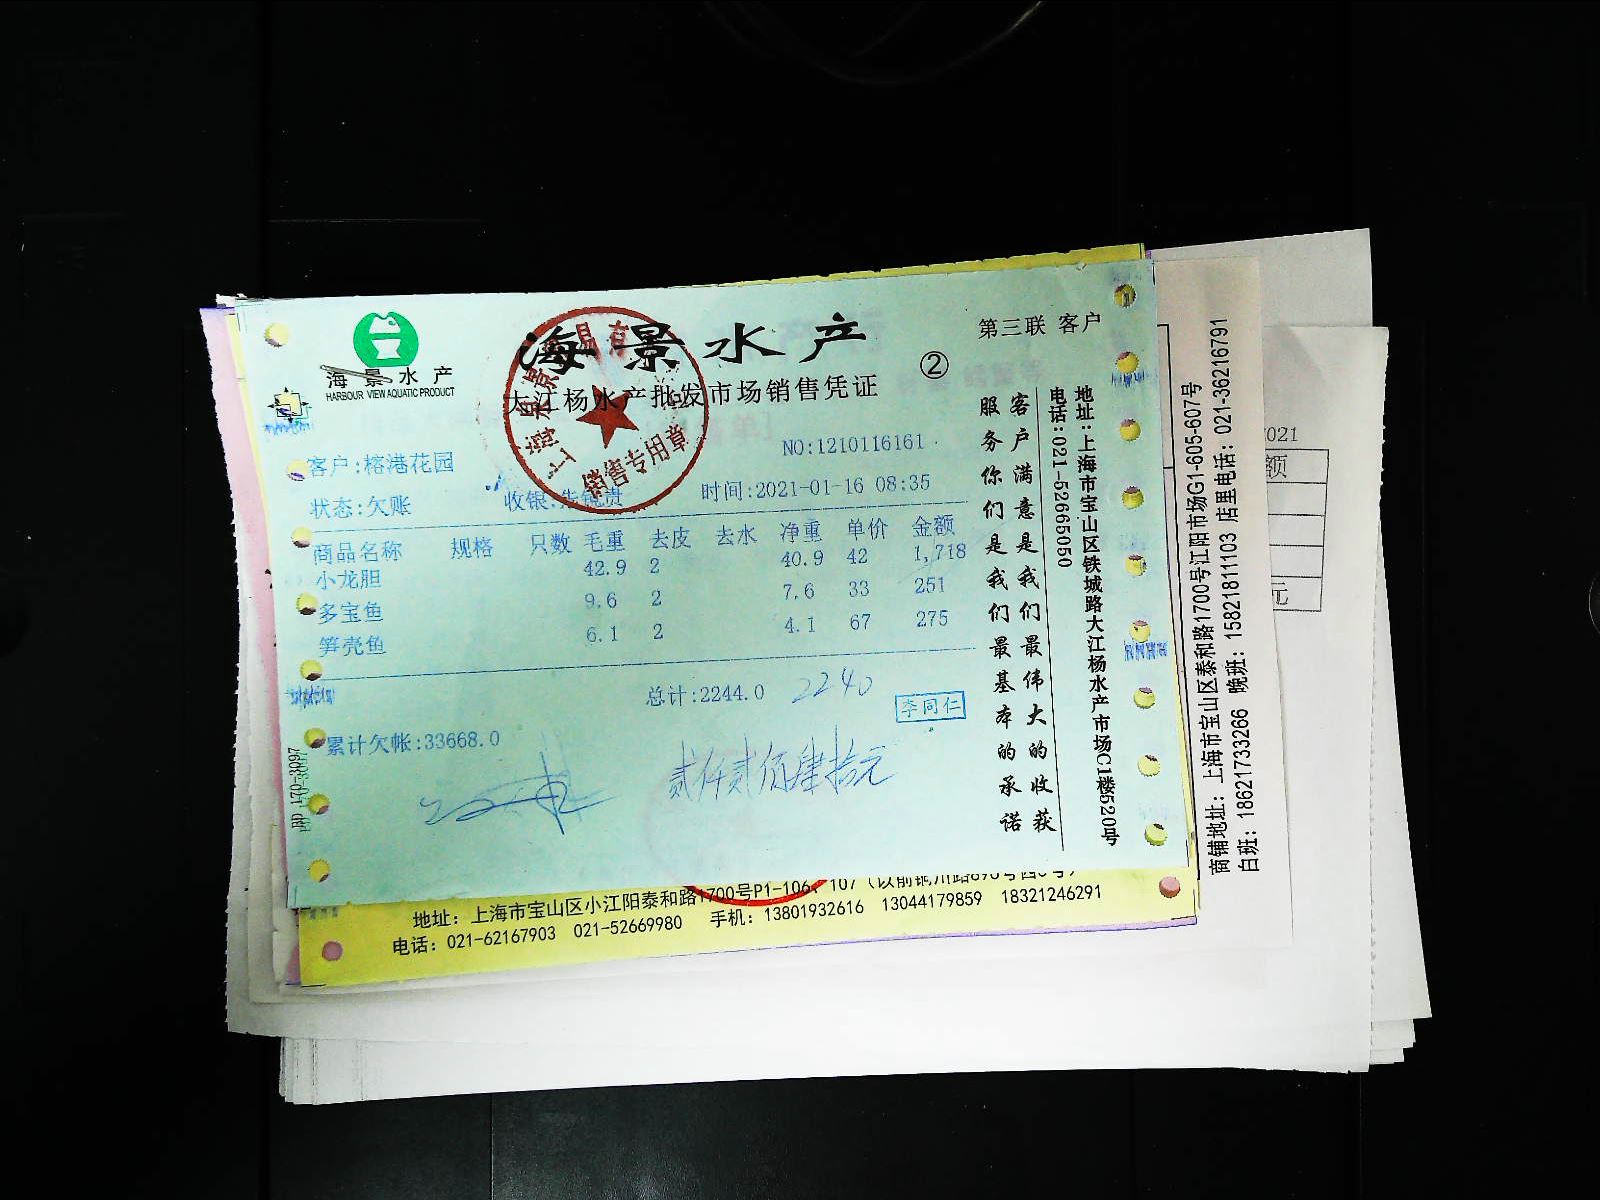 海景水产
HARBOUR VIEW AQUATIC PRODUCT
海景水产
大江杨水产批发市场销售凭证
②
第三联 客户
销售专用章
NO:1210116161
客户:榕港花园
状态:欠账
收银:
时间:2021-01-16 08:35
商品名称 规格 只数 毛重 去皮 去水 净重 单价 金额
小龙胆 42.9 2 40.9 42 1,718
多宝鱼 9.6 2 7.6 33 251
笋壳鱼 6.1 2 4.1 67 275
总计:2244.0 2240
李同仁
累计欠帐:33668.0
贰仟贰佰肆拾元
客户满意是我们最伟大的收获
服务你们是我们最基本的承诺
地址:上海市宝山区铁城路大江杨水产市场C1楼520号
电话:021-52665050
170-3097
地址: 上海市宝山区小江阳泰和路1700号P1-106、107
电话: 021-62167903 021-52669980 手机: 13801932616 13044179859 18321246291
商铺地址: 上海市宝山区泰和路1700号江阳市场G1-605-607号
白班: 18621733266 晚班: 15821811103 店里电话: 021-36216791
021
额
元